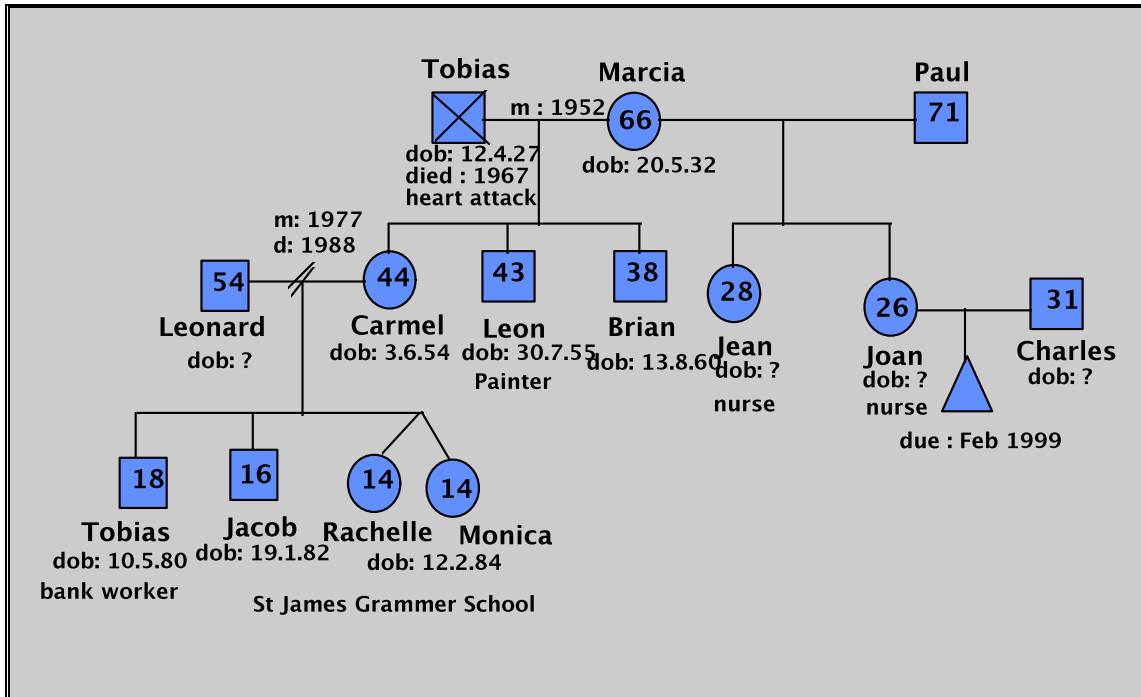 Tobias
Marcia
Paul
m : 1952
66
71
dob: 12.4.27
died : 1967
heart attack
dob: 20.5.32
m: 1977
d: 1988
54
44
43
38
28
26
31
Leonard
dob: ?
Carmel
dob: 3.6.54
Leon
dob: 30.7.55
Painter
Brian
dob: 13.8.60
Jean
dob: ?
nurse
Joan
dob: ?
nurse
Charles
dob: ?
due : Feb 1999
18
16
14
14
Tobias
dob: 10.5.80
bank worker
Jacob
dob: 19.1.82
Rachelle
Monica
dob: 12.2.84
St James Grammer School